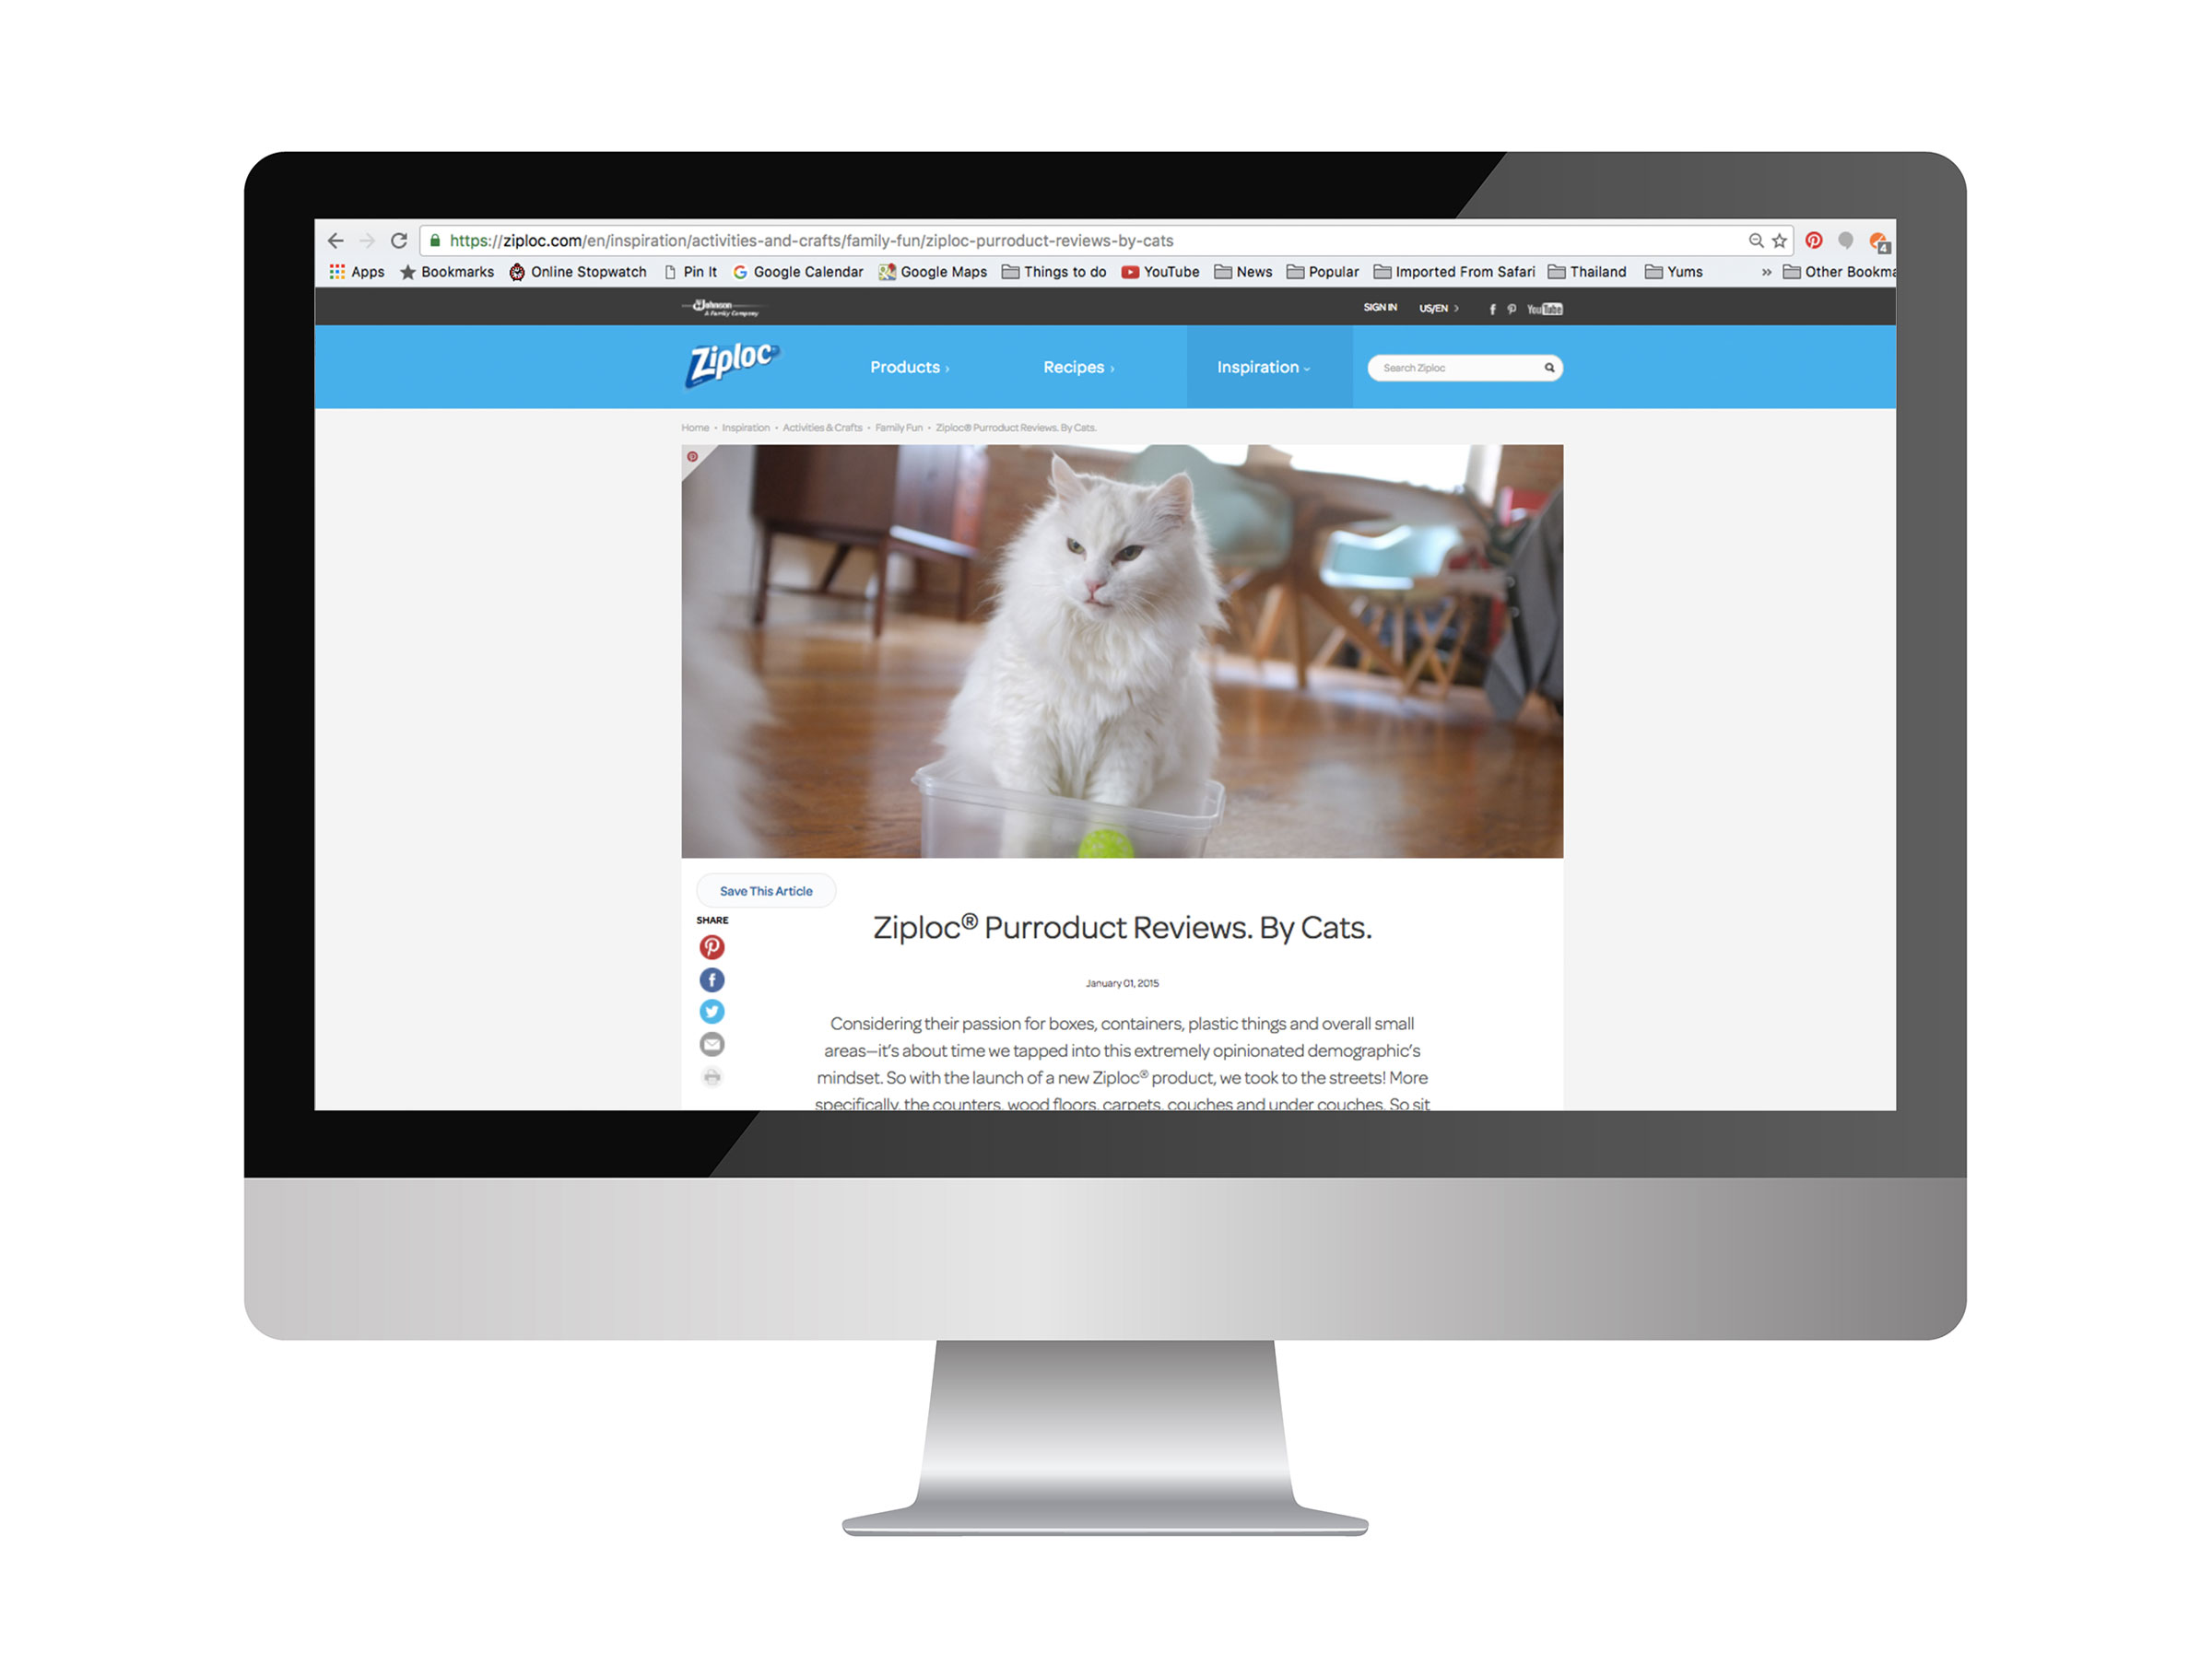 https://ziploc.com/en/inspiration/activities-and-crafts/family-fun/ziploc-purroduct-reviews-by-cats
4
Apps Bookmarks Online Stopwatch Pin It Google Calendar Google Maps Things to do YouTube News Popular Imported From Safari Thailand Yums » Other Bookma
Johnson
A Family Company
SIGN IN US/EN > f YouTube
Ziploc Products › Recipes › Inspiration Search Ziploc
Home • Inspiration • Activities & Crafts • Family Fun • Ziploc® Purroduct Reviews. By Cats.
Save This Article
SHARE
Ziploc® Purroduct Reviews. By Cats.
January 01, 2015
Considering their passion for boxes, containers, plastic things and overall small
areas—it's about time we tapped into this extremely opinionated demographic's
mindset. So with the launch of a new Ziploc® product, we took to the streets! More
specifically, the counters, wood floors, carpets, couches and under couches. So sit